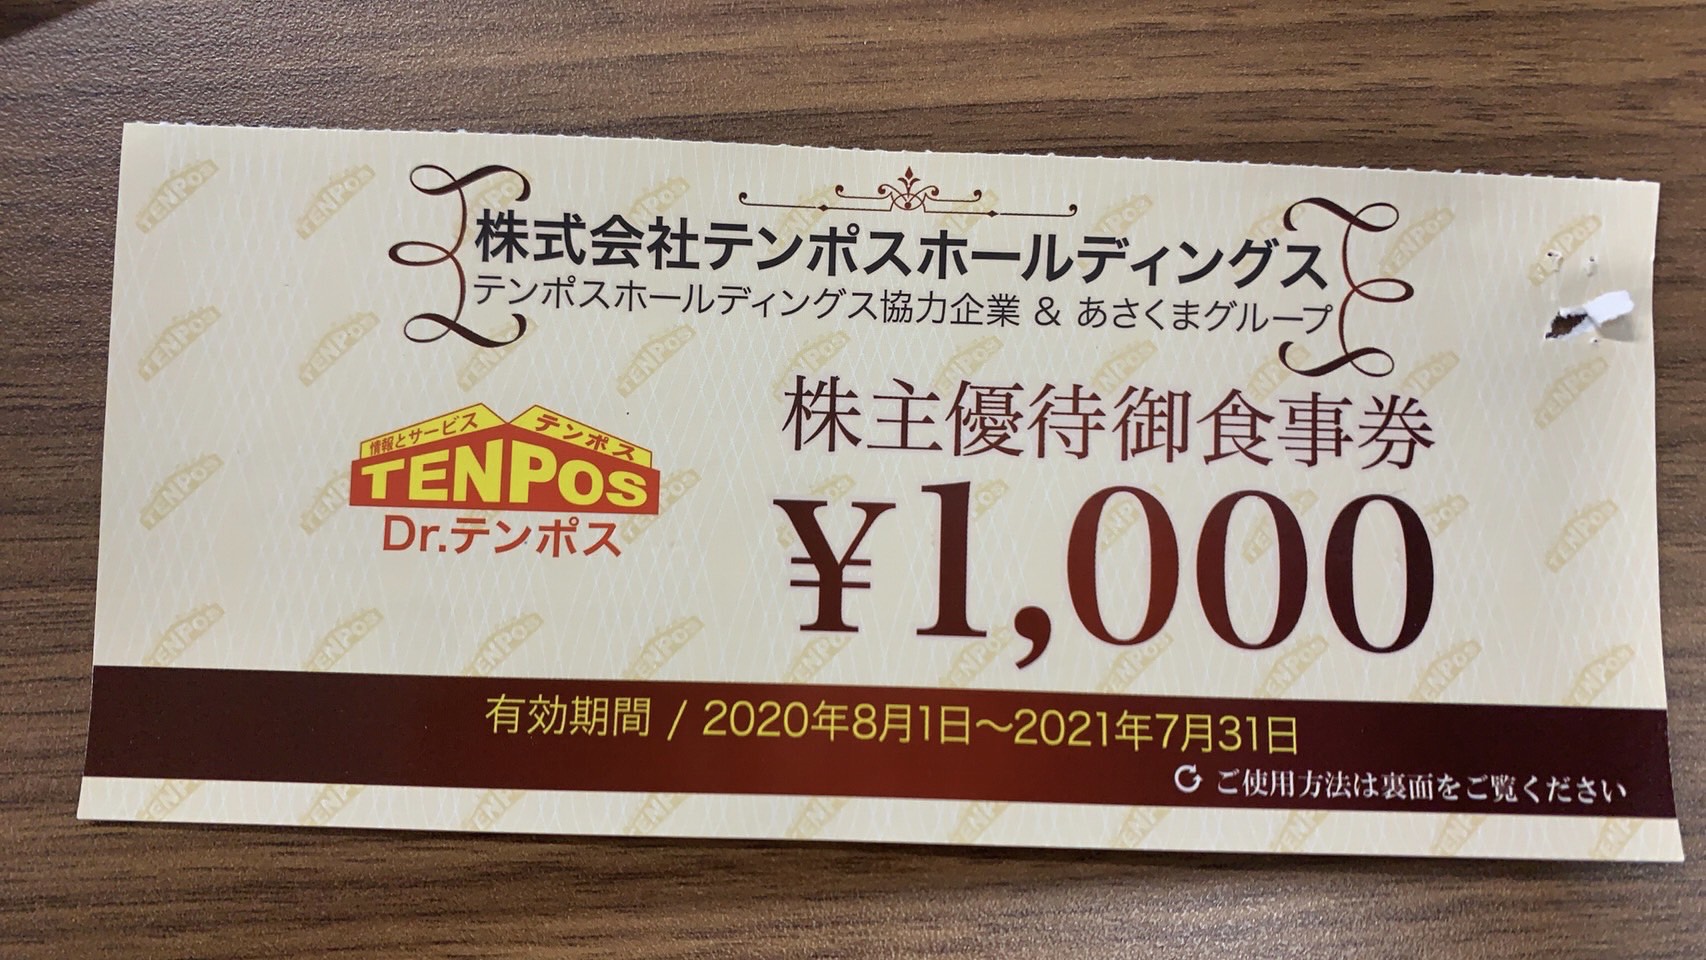 株式会社テンポスホールディングス
テンポスホールディングス協力企業 & あさくまグループ
株主優待御食事券
¥1,000
情報とサービス テンポス
TENPOS
Dr.テンポス
有効期間 / 2020年8月1日～2021年7月31日
ご使用方法は裏面をご覧ください